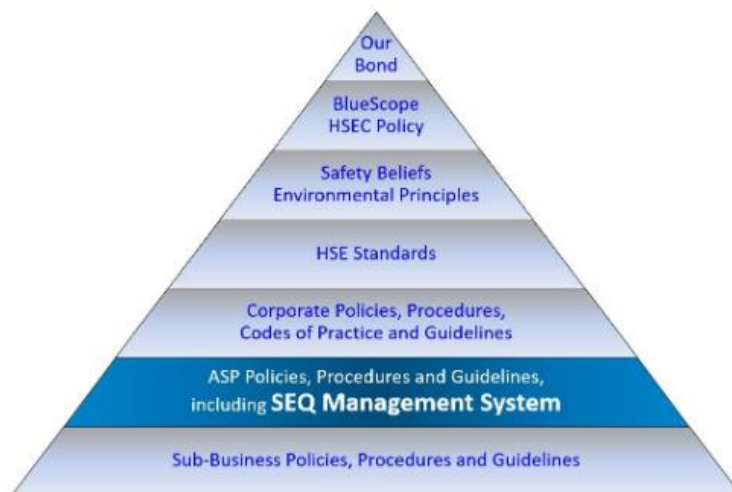 Our
Bond
BlueScope
HSEC Policy
Safety Beliefs
Environmental Principles
HSE Standards
Corporate Policies, Procedures,
Codes of Practice and Guidelines
ASP Policies, Procedures and Guidelines,
including SEQ Management System
Sub-Business Policies, Procedures and Guidelines